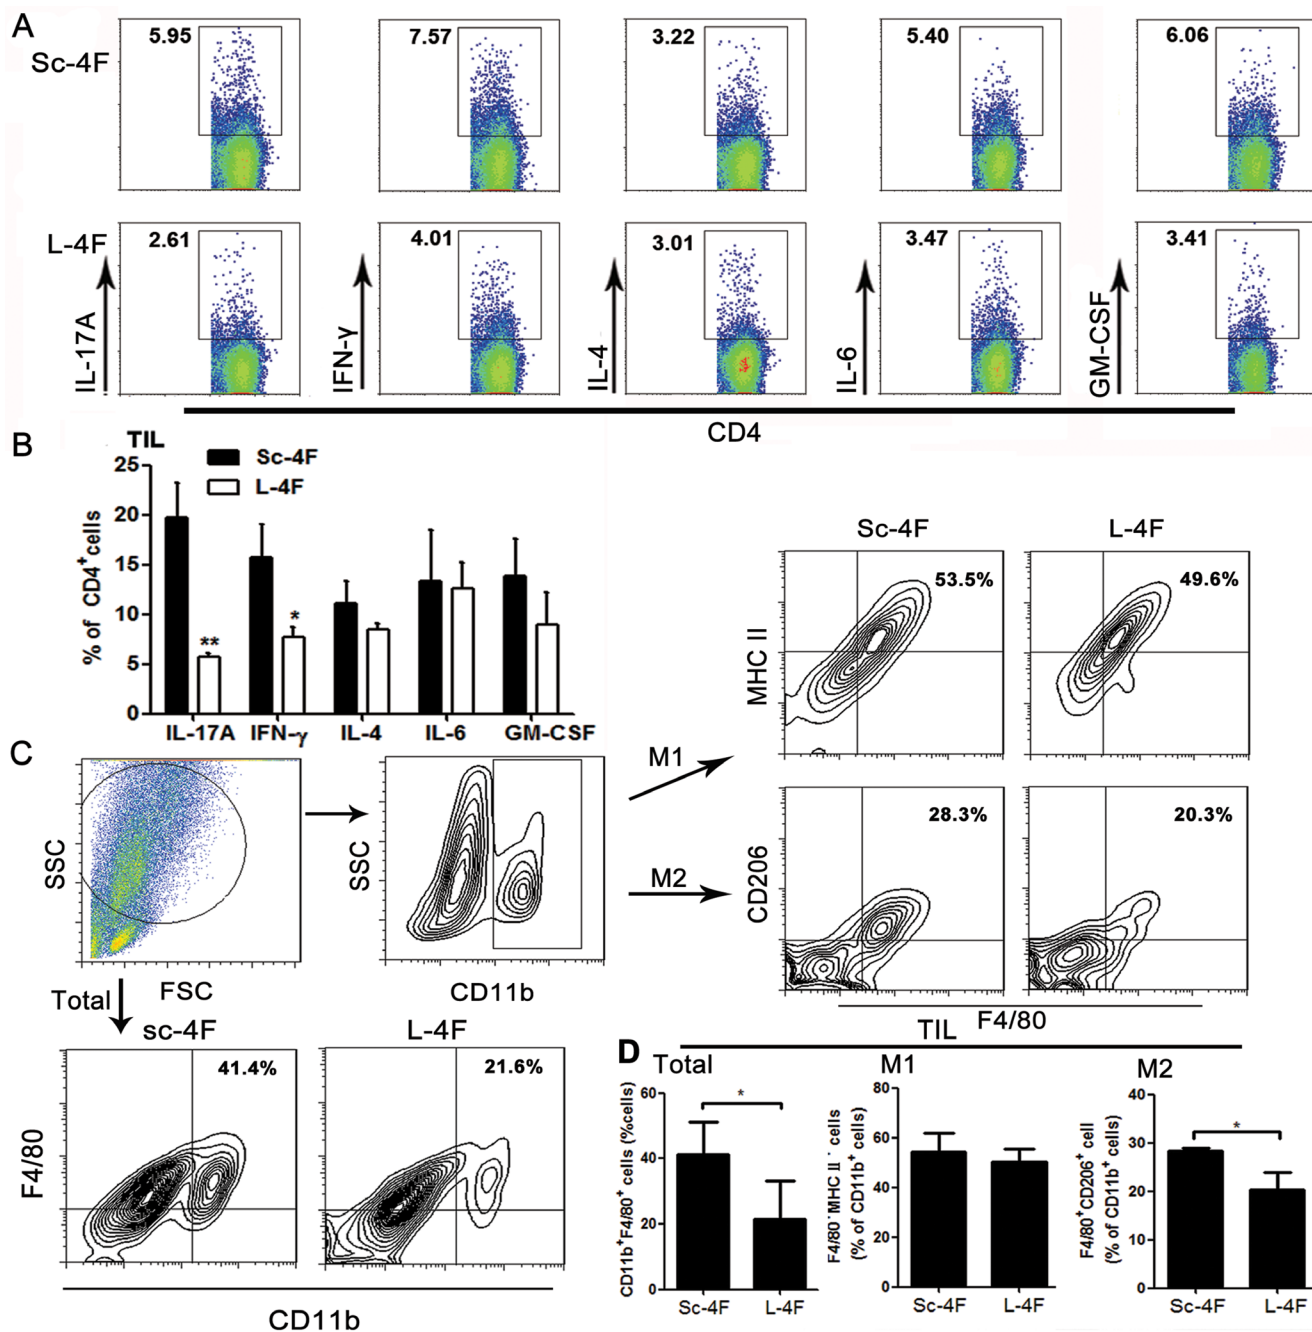 A
Sc-4F
5.95
7.57
3.22
5.40
6.06
L-4F
2.61
4.01
3.01
3.47
3.41
IL-17A
IFN-γ
IL-4
IL-6
GM-CSF
CD4
B
TIL
Sc-4F
L-4F
% of CD4+cells
25
20
15
10
5
0
**
*
IL-17A IFN-γ IL-4 IL-6 GM-CSF
C
SSC
FSC
SSC
CD11b
M1
M2
Sc-4F L-4F
MHC II
53.5%
49.6%
CD206
28.3%
20.3%
F4/80
Total
sc-4F L-4F
F4/80
41.4%
21.6%
CD11b
D
TIL
Total
M1
M2
CD11b+F4/80+ cells (%cells)
60
40
20
0
*
Sc-4F L-4F
F4/80+MHC II+ cells
(% of CD11b+ cells)
80
60
40
20
0
Sc-4F L-4F
F4/80+CD206+ cell
(% of CD11b+ cells)
40
30
20
10
0
*
Sc-4F L-4F